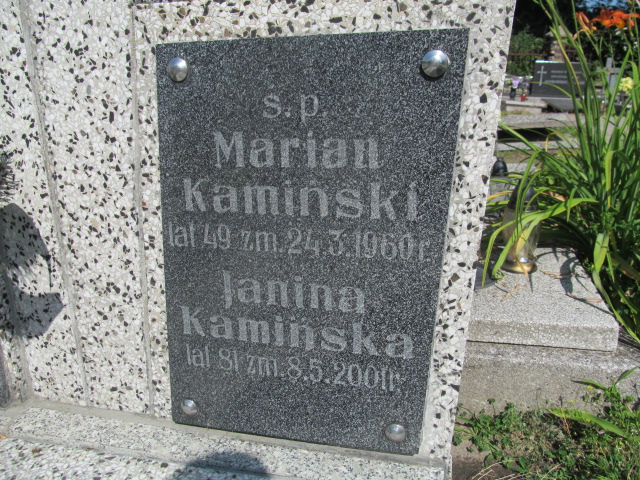 ś.p.
Marian
Kamiński
lat 49 zm. 24.3.1960 r.
Janina
Kamińska
lat 81 zm. 8.5.2001 r.